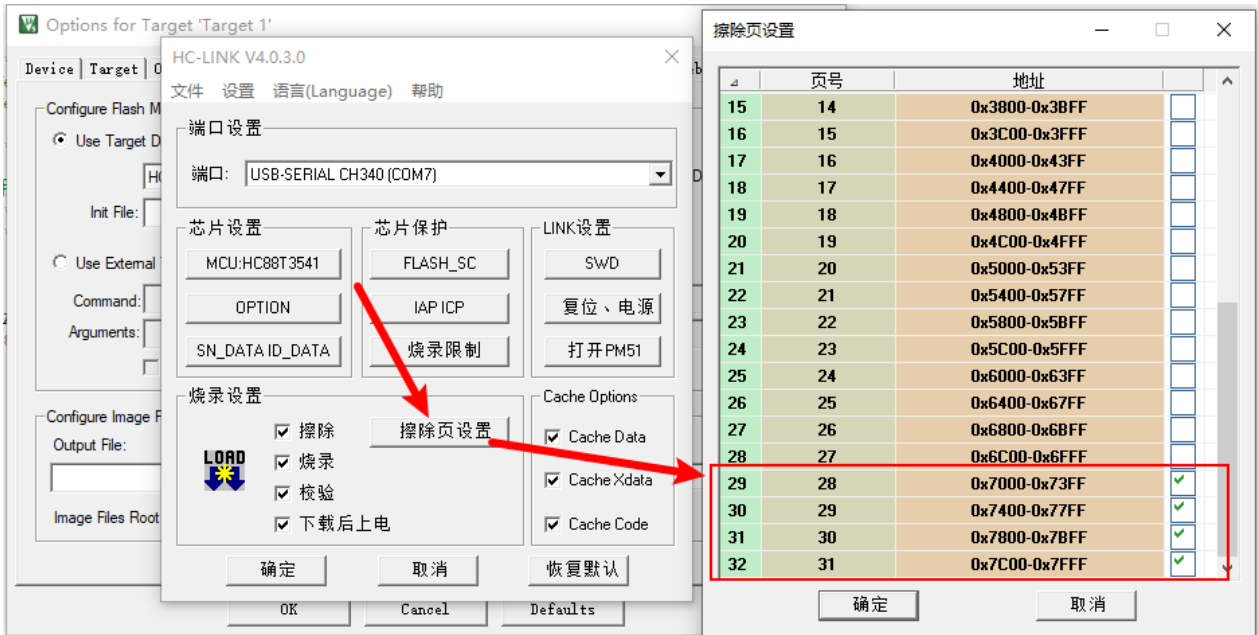 Options for Target 'Target 1'
Device
Target
Configure Flash M
Use Target D
Init File:
Use External
Command:
Arguments:
Configure Image F
Output File:
Image Files Root
OK
Cancel
Defaults
HC-LINK V4.0.3.0
文件 设置 语言(Language) 帮助
端口设置
端口: USB-SERIAL CH340 (COM7)
芯片设置
MCU:HC88T3541
OPTION
SN_DATA ID_DATA
芯片保护
FLASH_SC
IAP ICP
烧录限制
LINK设置
SWD
复位、电源
打开PM51
烧录设置
LOAD
擦除
烧录
校验
下载后上电
擦除页设置
Cache Options
Cache Data
Cache Xdata
Cache Code
确定 取消 恢复默认
擦除页设置
页号 地址
15 14 0x3800-0x3BFF
16 15 0x3C00-0x3FFF
17 16 0x4000-0x43FF
18 17 0x4400-0x47FF
19 18 0x4800-0x4BFF
20 19 0x4C00-0x4FFF
21 20 0x5000-0x53FF
22 21 0x5400-0x57FF
23 22 0x5800-0x5BFF
24 23 0x5C00-0x5FFF
25 24 0x6000-0x63FF
26 25 0x6400-0x67FF
27 26 0x6800-0x6BFF
28 27 0x6C00-0x6FFF
29 28 0x7000-0x73FF
30 29 0x7400-0x77FF
31 30 0x7800-0x7BFF
32 31 0x7C00-0x7FFF
确定 取消